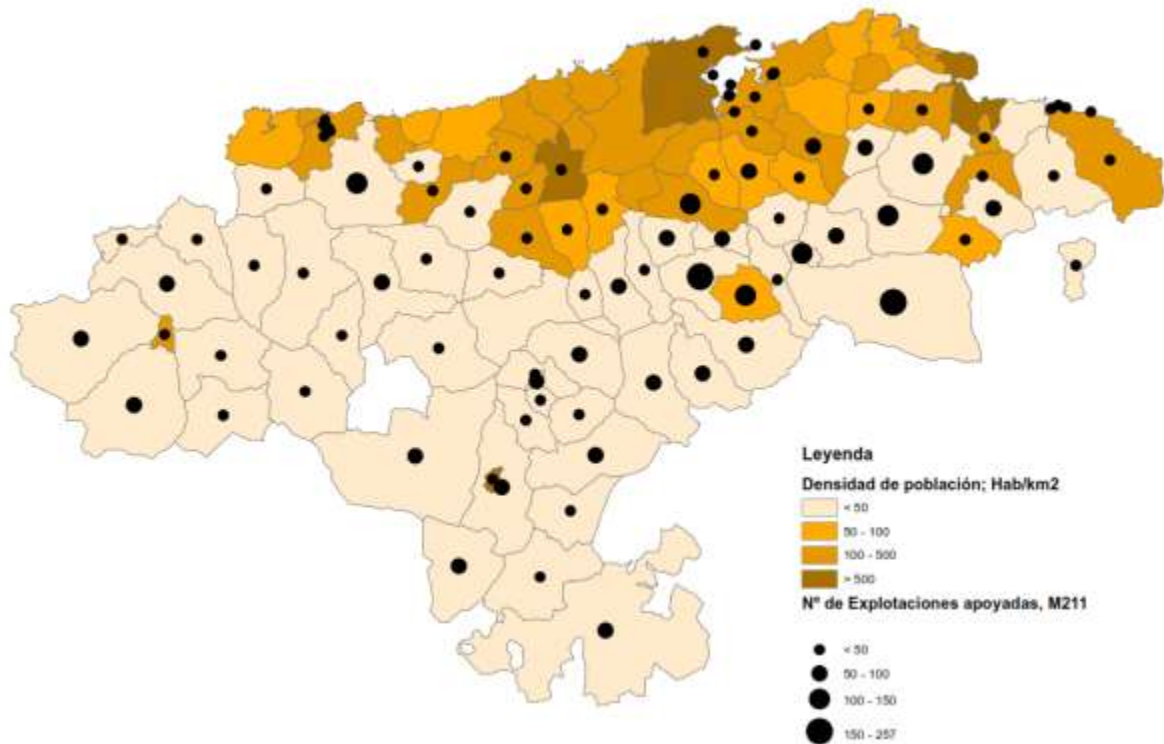 Leyenda
Densidad de población; Hab/km2
< 50
50 - 100
100 - 500
> 500
Nº de Explotaciones apoyadas, M211
< 50
50 - 100
100 - 150
150 - 257